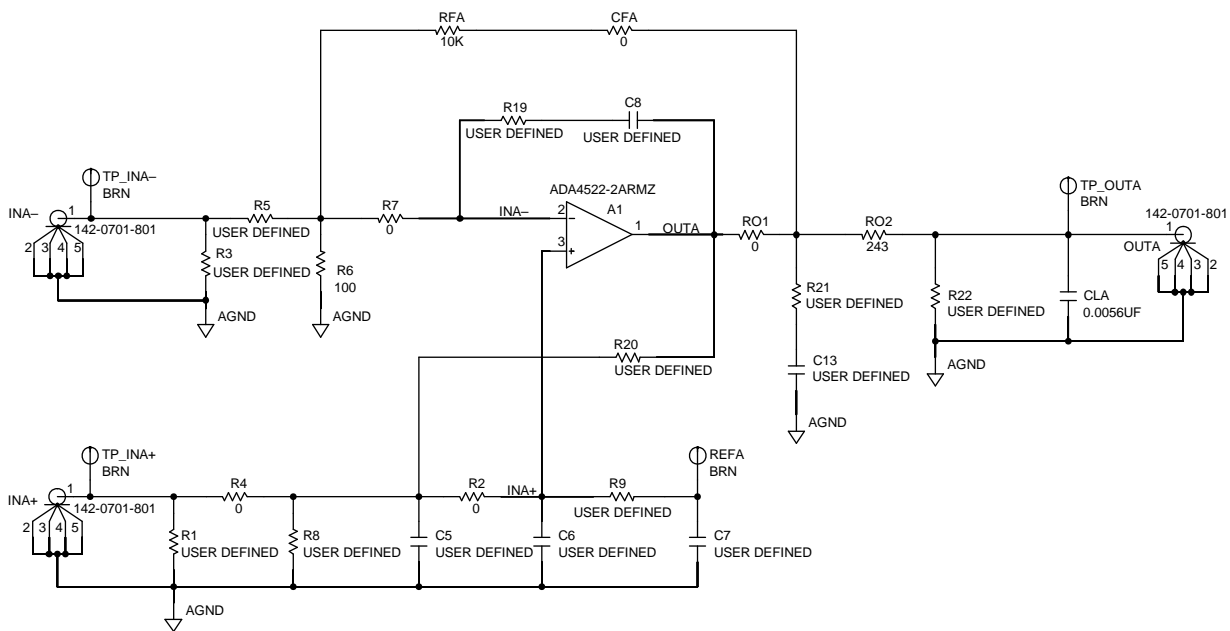 RFA
10K
CFA
0
R19
USER DEFINED
C8
USER DEFINED
TP_INA–
BRN
INA–
1
142-0701-801
2 3 4 5
R5
USER DEFINED
R3
USER DEFINED
AGND
R6
100
AGND
R7
0
INA–
ADA4522-2ARMZ
A1
2
3
1
OUTA
RO1
0
RO2
243
R21
USER DEFINED
C13
USER DEFINED
AGND
R22
USER DEFINED
AGND
CLA
0.0056UF
TP_OUTA
BRN
142-0701-801
1
OUTA
5 4 3 2
R20
USER DEFINED
TP_INA+
BRN
INA+
1
142-0701-801
2 3 4 5
R4
0
R1
USER DEFINED
R8
USER DEFINED
AGND
R2
0
INA+
C5
USER DEFINED
C6
USER DEFINED
R9
USER DEFINED
REFA
BRN
C7
USER DEFINED